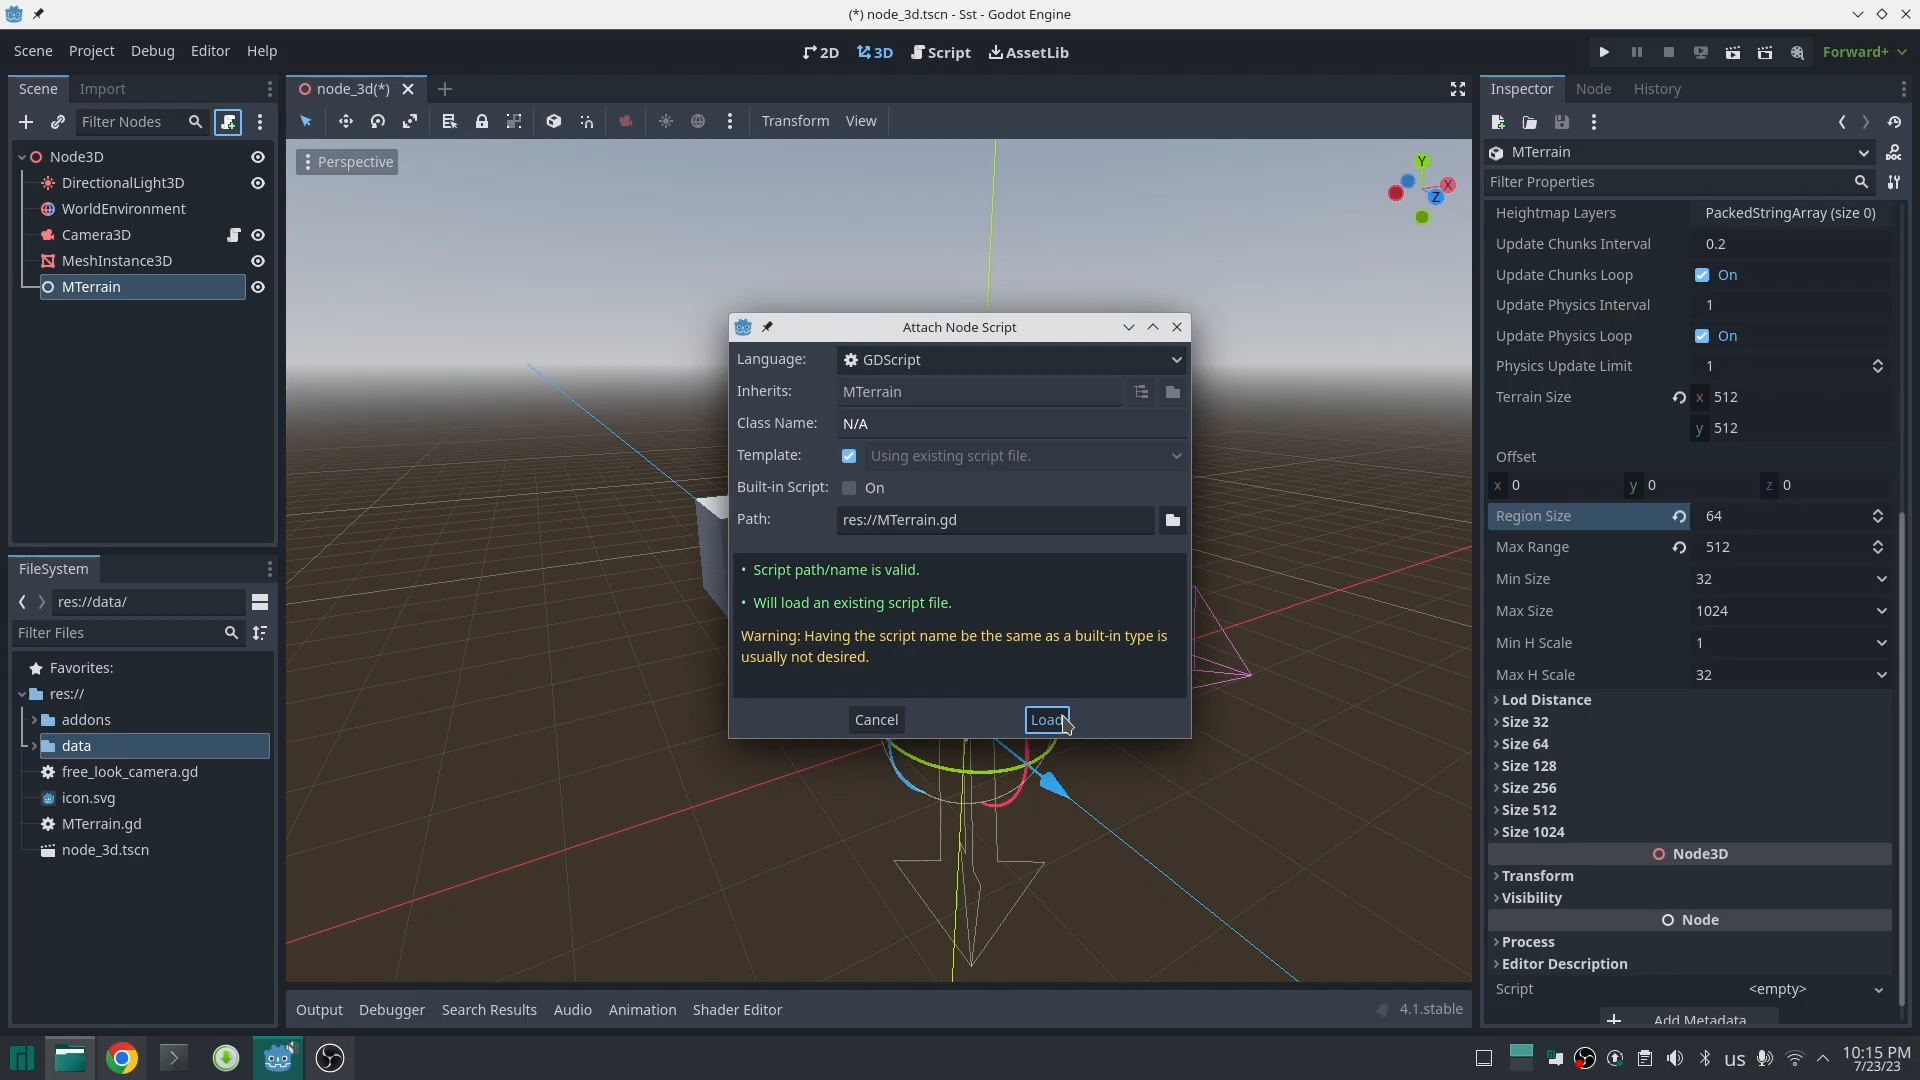 (*) node_3d.tscn - Sst - Godot Engine
Scene Project Debug Editor Help
2D 3D Script AssetLib
Forward+
Scene Import
node_3d(*)
Inspector Node History
Filter Nodes
Transform View
Node3D
DirectionalLight3D
WorldEnvironment
Camera3D
MeshInstance3D
MTerrain
Perspective
Y
X
Z
Attach Node Script
Language: GDScript
Inherits: MTerrain
Class Name: N/A
Template: Using existing script file.
Built-in Script: On
Path: res://MTerrain.gd
• Script path/name is valid.
• Will load an existing script file.
Warning: Having the script name be the same as a built-in type is
usually not desired.
Cancel Load
MTerrain
DOC
Filter Properties
Heightmap Layers PackedStringArray (size 0)
Update Chunks Interval 0.2
Update Chunks Loop On
Update Physics Interval 1
Update Physics Loop On
Physics Update Limit 1
Terrain Size x 512
y 512
Offset
x 0 y 0 z 0
Region Size 64
Max Range 512
Min Size 32
Max Size 1024
Min H Scale 1
Max H Scale 32
Lod Distance
Size 32
Size 64
Size 128
Size 256
Size 512
Size 1024
Node3D
Transform
Visibility
Node
Process
Editor Description
Script <empty>
Add Metadata
FileSystem
res://data/
Filter Files
Favorites:
res://
addons
data
free_look_camera.gd
icon.svg
MTerrain.gd
node_3d.tscn
Output Debugger Search Results Audio Animation Shader Editor
4.1.stable
us
10:15 PM
7/23/23